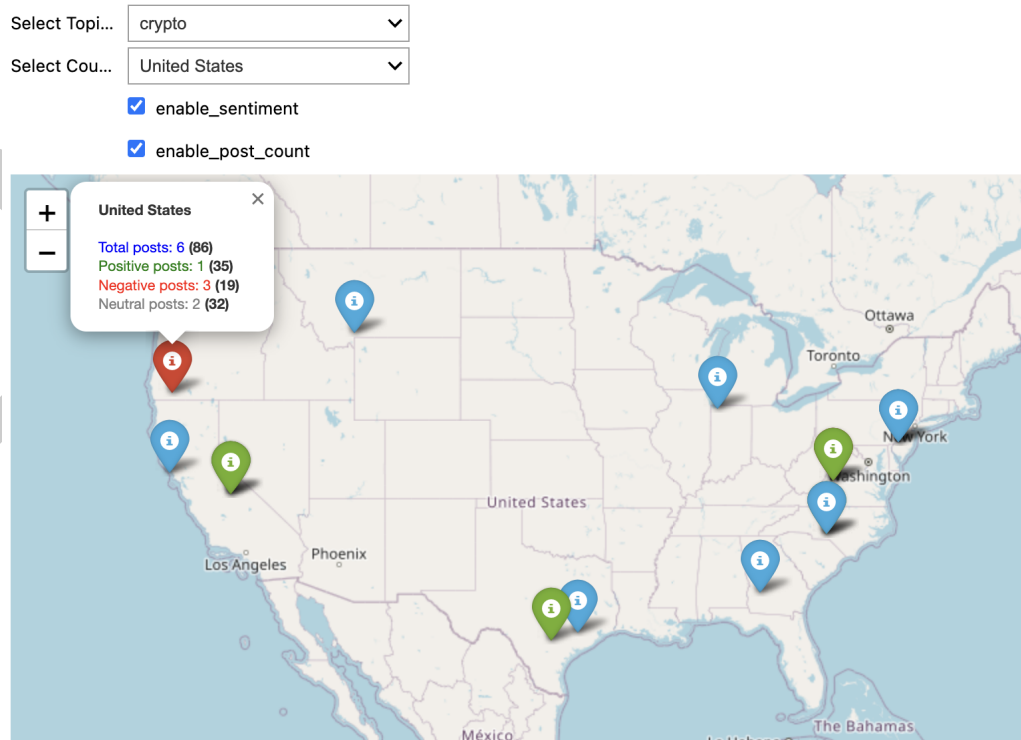 Select Topi... crypto
Select Cou... United States
enable_sentiment
enable_post_count
+
−
United States
×
Total posts: 6 (86)
Positive posts: 1 (35)
Negative posts: 3 (19)
Neutral posts: 2 (32)
Ottawa
Toronto
New York
Washington
United States
Los Angeles
Phoenix
México
The Bahamas